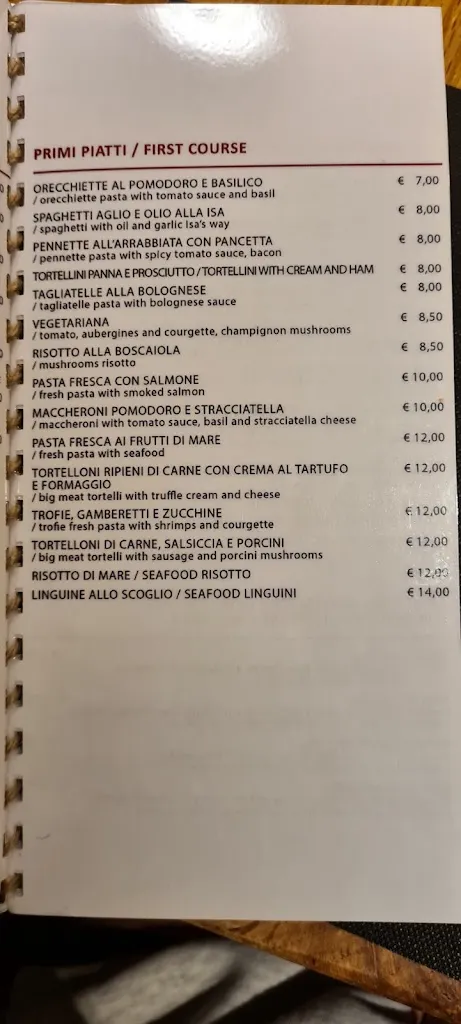 PRIMI PIATTI / FIRST COURSE
ORECCHIETTE AL POMODORO E BASILICO € 7,00
/ orecchiette pasta with tomato sauce and basil
SPAGHETTI AGLIO E OLIO ALLA ISA € 8,00
/ spaghetti with oil and garlic Isa's way
PENNETTE ALL'ARRABBIATA CON PANCETTA € 8,00
/ pennette pasta with spicy tomato sauce, bacon
TORTELLINI PANNA E PROSCIUTTO / TORTELLINI WITH CREAM AND HAM € 8,00
TAGLIATELLE ALLA BOLOGNESE € 8,00
/ tagliatelle pasta with bolognese sauce
VEGETARIANA € 8,50
/ tomato, aubergines and courgette, champignon mushrooms
RISOTTO ALLA BOSCAIOLA € 8,50
/ mushrooms risotto
PASTA FRESCA CON SALMONE € 10,00
/ fresh pasta with smoked salmon
MACCHERONI POMODORO E STRACCIATELLA € 10,00
/ maccheroni with tomato sauce, basil and stracciatella cheese
PASTA FRESCA AI FRUTTI DI MARE € 12,00
/ fresh pasta with seafood
TORTELLONI RIPIENI DI CARNE CON CREMA AL TARTUFO € 12,00
E FORMAGGIO
/ big meat tortelli with truffle cream and cheese
TROFIE, GAMBERETTI E ZUCCHINE € 12,00
/ trofie fresh pasta with shrimps and courgette
TORTELLONI DI CARNE, SALSICCIA E PORCINI € 12,00
/ big meat tortelli with sausage and porcini mushrooms
RISOTTO DI MARE / SEAFOOD RISOTTO € 12,00
LINGUINE ALLO SCOGLIO / SEAFOOD LINGUINI € 14,00